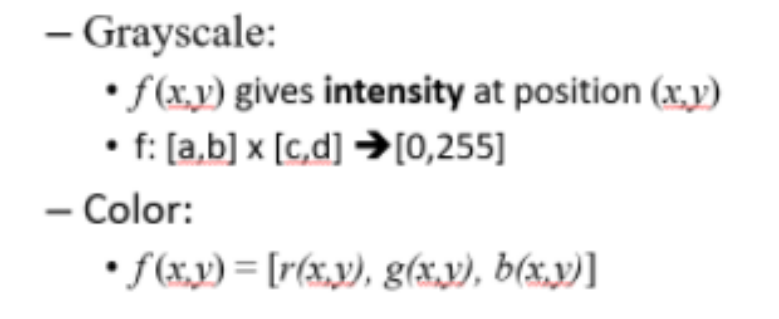 – Grayscale:
• f (x,y) gives intensity at position (x,y)
• f: [a,b] x [c,d] ➔[0,255]
– Color:
• f (x,y) = [r(x,y), g(x,y), b(x,y)]